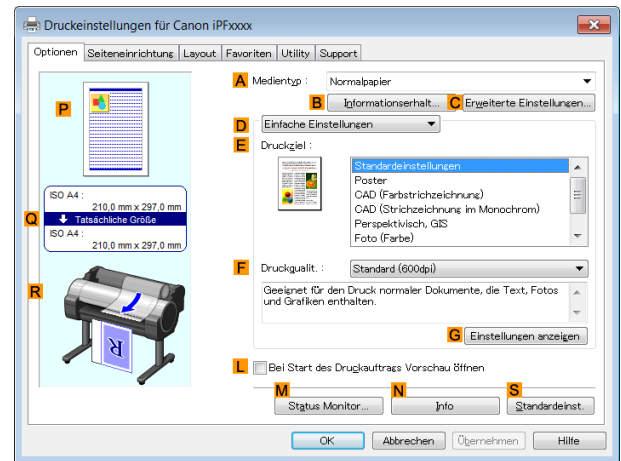 Druckeinstellungen für Canon iPFxxxx
Optionen Seiteneinrichtung Layout Favoriten Utility Support
P
ISO A4 :
210,0 mm x 297,0 mm
Q Tatsächliche Größe
ISO A4 :
210,0 mm x 297,0 mm
R
R
A Medientyp : Normalpapier
B Informationserhalt... C Erweiterte Einstellungen...
D Einfache Einstellungen
E Druckziel :
Standardeinstellungen
Poster
CAD (Farbstrichzeichnung)
CAD (Strichzeichnung im Monochrom)
Perspektivisch, GIS
Foto (Farbe)
F Druckqualit. : Standard (600dpi)
Geeignet für den Druck normaler Dokumente, die Text, Fotos
und Grafiken enthalten.
G Einstellungen anzeigen
L Bei Start des Druckauftrags Vorschau öffnen
M N S
Status Monitor... Info Standardeinst.
OK Abbrechen Übernehmen Hilfe